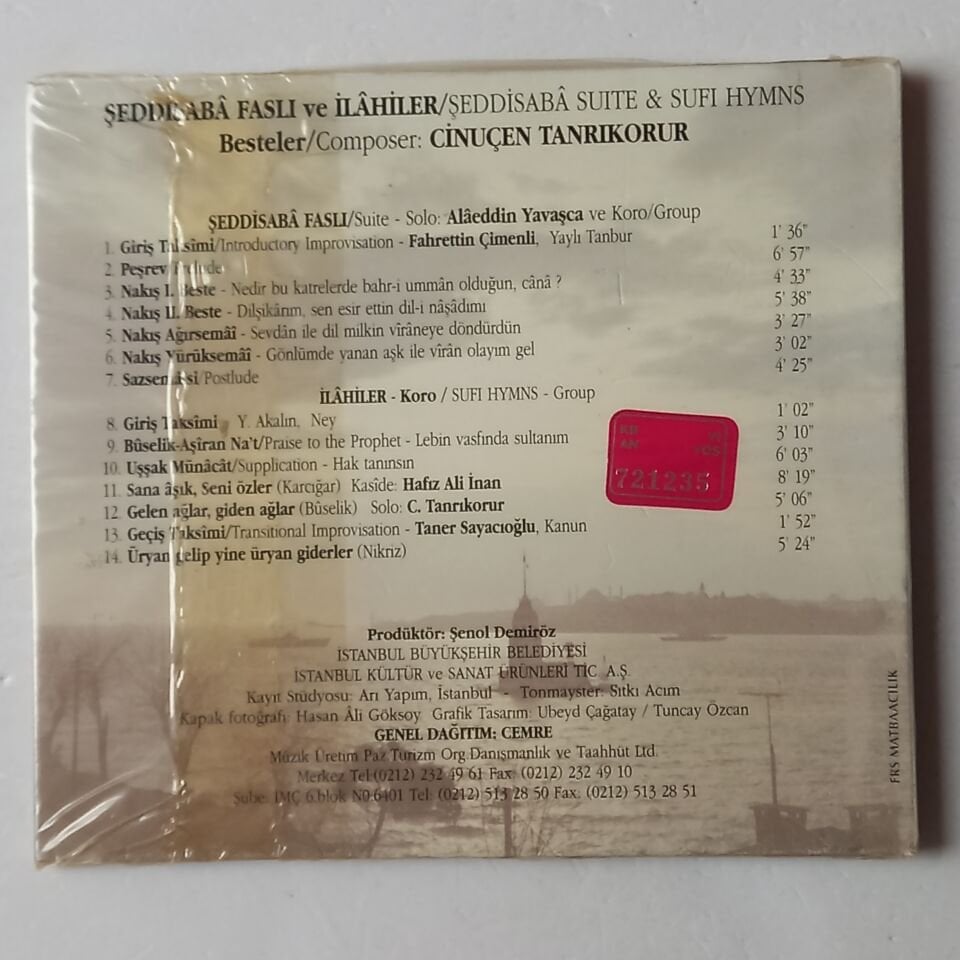 ŞEDDİSABÂ FASLI ve İLÂHİLER/ŞEDDİSABÂ SUITE & SUFI HYMNS
Besteler/Composer: CİNUÇEN TANRIKORUR
ŞEDDİSABÂ FASLI/Suite - Solo: Alâeddin Yavaşca ve Koro/Group
1. Giriş Taksîmi/Introductory Improvisation - Fahrettin Çimenli, Yaylı Tanbur 1' 36"
2. Peşrev/Prelude 6' 57"
3. Nakış I. Beste - Nedir bu katrelerde bahr-i ummân olduğun, cânâ ? 4' 33"
4. Nakış II. Beste - Dilşikârım, sen esir ettin dil-i nâşâdımı 5' 38"
5. Nakış Ağırsemâî - Sevdân ile dil milkin vîrâneye döndürdün 3' 27"
6. Nakış Yürüksemâî - Gönlümde yanan aşk ile vîrân olayım gel 3' 02"
7. Sazsemâîsi/Postlude 4' 25"
İLÂHİLER - Koro / SUFI HYMNS - Group
8. Giriş Taksîmi Y. Akalın, Ney 1' 02"
9. Bûselik-Aşîran Na't/Praise to the Prophet - Lebin vasfında sultanım 3' 10"
10. Uşşak Münâcât/Supplication - Hak tanınsın 6' 03"
11. Sana âşık, Seni özler (Karcığar) Kasîde: Hafız Ali İnan 8' 19"
12. Gelen ağlar, giden ağlar (Bûselik) Solo: C. Tanrıkorur 5' 06"
13. Geçiş Taksîmi/Transitional Improvisation - Taner Sayacıoğlu, Kanun 1' 52"
14. Üryan gelip yine üryan giderler (Nikriz) 5' 24"
KB
AN
721235
Prodüktör: Şenol Demiröz
İSTANBUL BÜYÜKŞEHİR BELEDİYESİ
İSTANBUL KÜLTÜR ve SANAT ÜRÜNLERİ TİC. A.Ş.
Kayıt Stüdyosu: Arı Yapım, İstanbul - Tonmayster: Sıtkı Acım
Kapak fotoğrafı: Hasan Âli Göksoy Grafik Tasarım: Ubeyd Çağatay / Tuncay Özcan
GENEL DAĞITIM: CEMRE
Müzik Üretim Paz.Turizm Org.Danışmanlık ve Taahhüt Ltd.
Merkez Tel:(0212) 232 49 61 Fax: (0212) 232 49 10
Şube: İMÇ 6.blok N0:6401 Tel: (0212) 513 28 50 Fax: (0212) 513 28 51
FRS MATBAACILIK